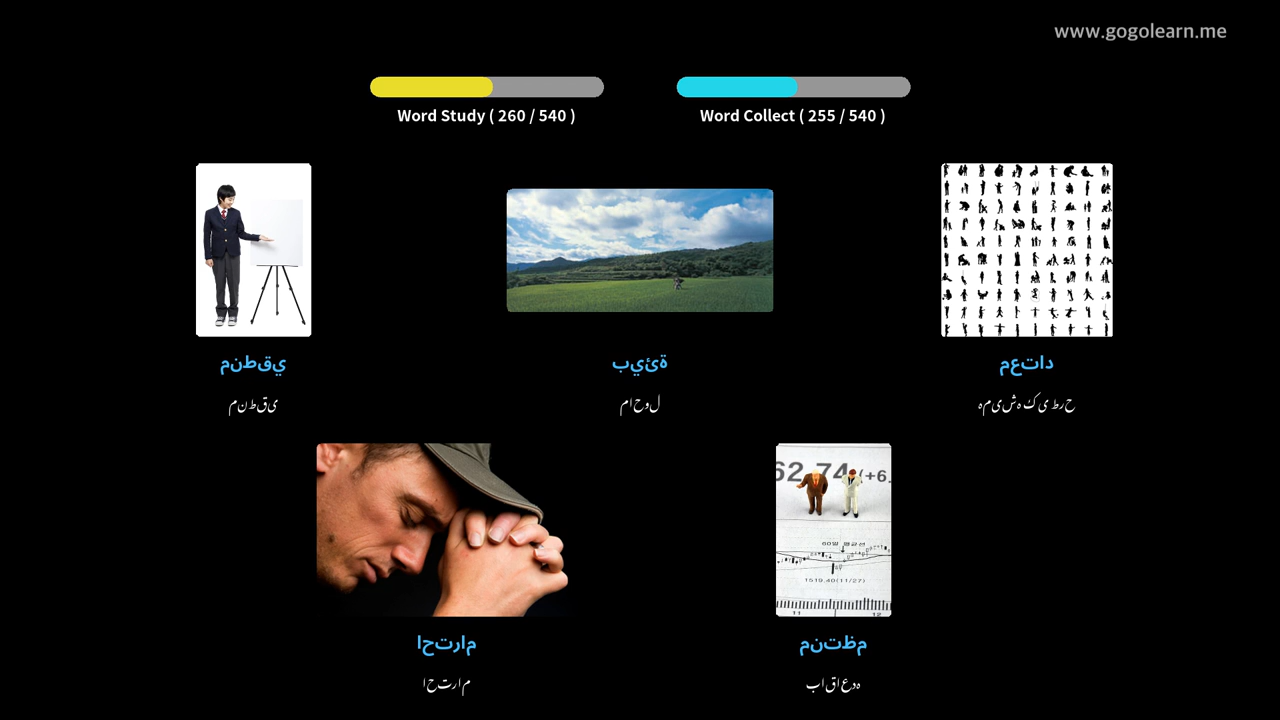 www.gogolearn.me
Word Study ( 260 / 540 )
Word Collect ( 255 / 540 )
منطقي
منطقی
بيئة
ماحول
معتاد
ہمیشہ کی طرح
احترام
احترام
منتظم
باقاعدہ